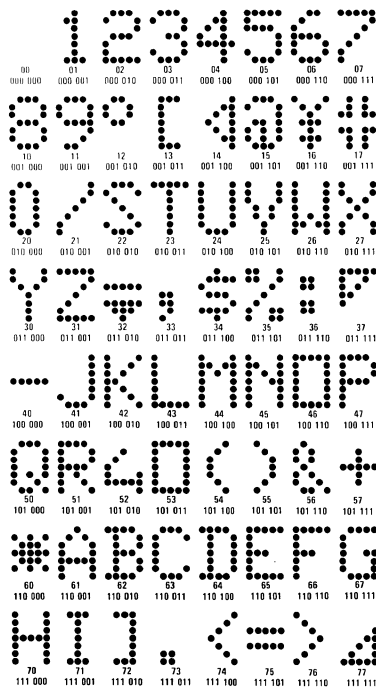 1 2 3 4 5 6 7
00 01 02 03 04 05 06 07
000 000 000 001 000 010 000 011 000 100 000 101 000 110 000 111
8 9 ° [ @ ¥
10 11 12 13 14 15 16 17
001 000 001 001 001 010 001 011 001 100 001 101 001 110 001 111
0 / S T U V W X
20 21 22 23 24 25 26 27
010 000 010 001 010 010 010 011 010 100 010 101 010 110 010 111
Y Z ; $ % :
30 31 32 33 34 35 36 37
011 000 011 001 011 010 011 011 011 100 011 101 011 110 011 111
- J K L M N O P
40 41 42 43 44 45 46 47
100 000 100 001 100 010 100 011 100 100 100 101 100 110 100 111
Q R ∠ □ ( ) & +
50 51 52 53 54 55 56 57
101 000 101 001 101 010 101 011 101 100 101 101 101 110 101 111
* A B C D E F G
60 61 62 63 64 65 66 67
110 000 110 001 110 010 110 011 110 100 110 101 110 110 110 111
H I ] . < = > ⊿
70 71 72 73 74 75 76 77
111 000 111 001 111 010 111 011 111 100 111 101 111 110 111 111